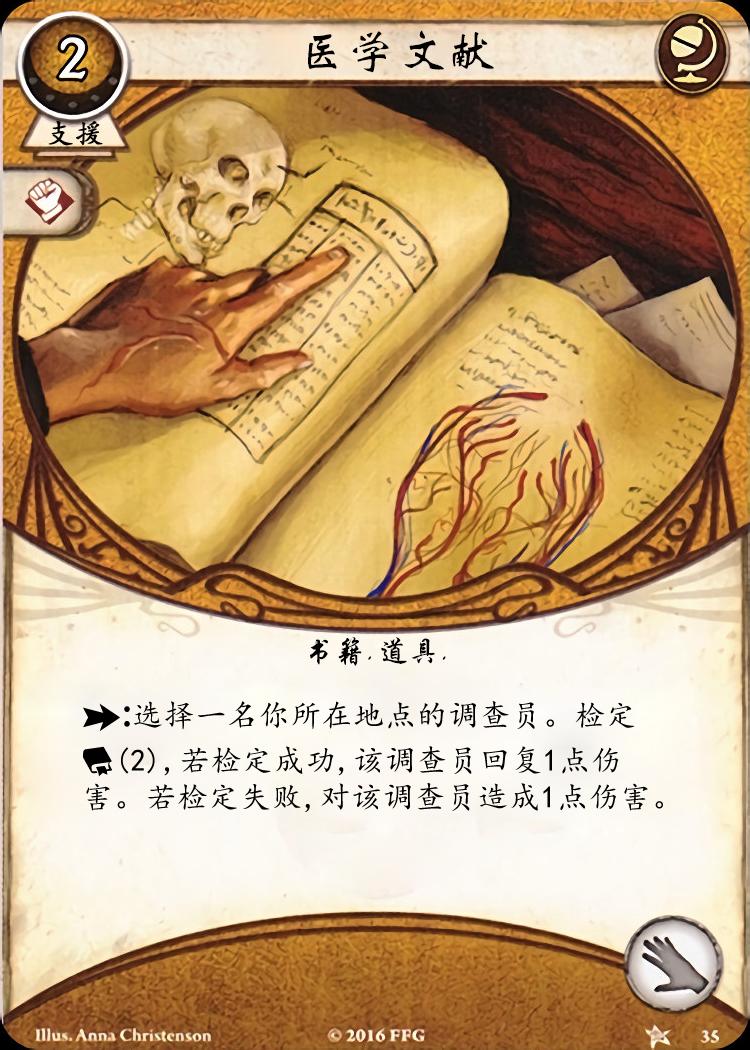 2
医学文献
支援
书籍.道具.
:选择一名你所在地点的调查员。检定
(2),若检定成功,该调查员回复1点伤
害。若检定失败,对该调查员造成1点伤害。
Illus. Anna Christenson
© 2016 FFG
35